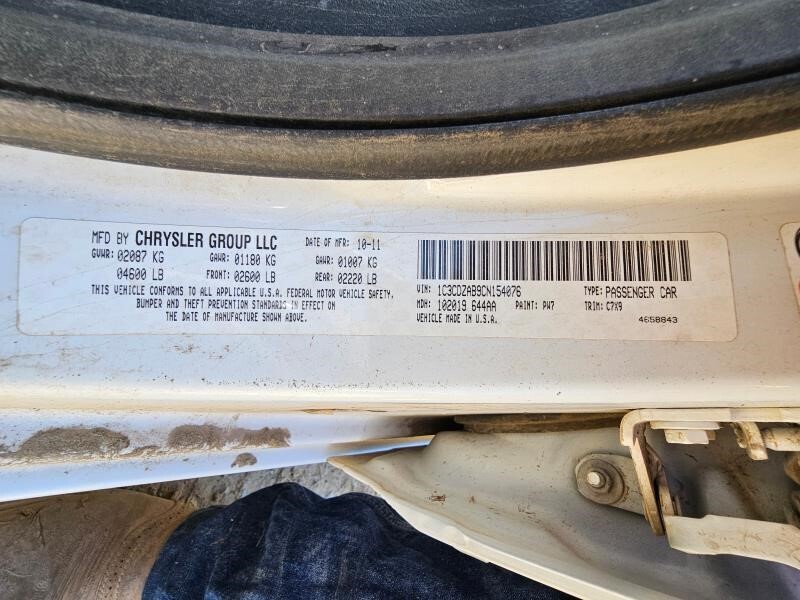 MFD BY CHRYSLER GROUP LLC DATE OF MFR: 10-11
GVWR: 02087 KG GAWR: 01180 KG GAWR: 01007 KG
04600 LB FRONT: 02600 LB REAR: 02220 LB
THIS VEHICLE CONFORMS TO ALL APPLICABLE U.S.A. FEDERAL MOTOR VEHICLE SAFETY,
BUMPER AND THEFT PREVENTION STANDARDS IN EFFECT ON
THE DATE OF MANUFACTURE SHOWN ABOVE.
VIN: 1C3CDZAB9CN154076 TYPE: PASSENGER CAR
MDH: 102013 644AA PAINT: PW7 TRIM: C7X9
VEHICLE MADE IN U.S.A. 4658843